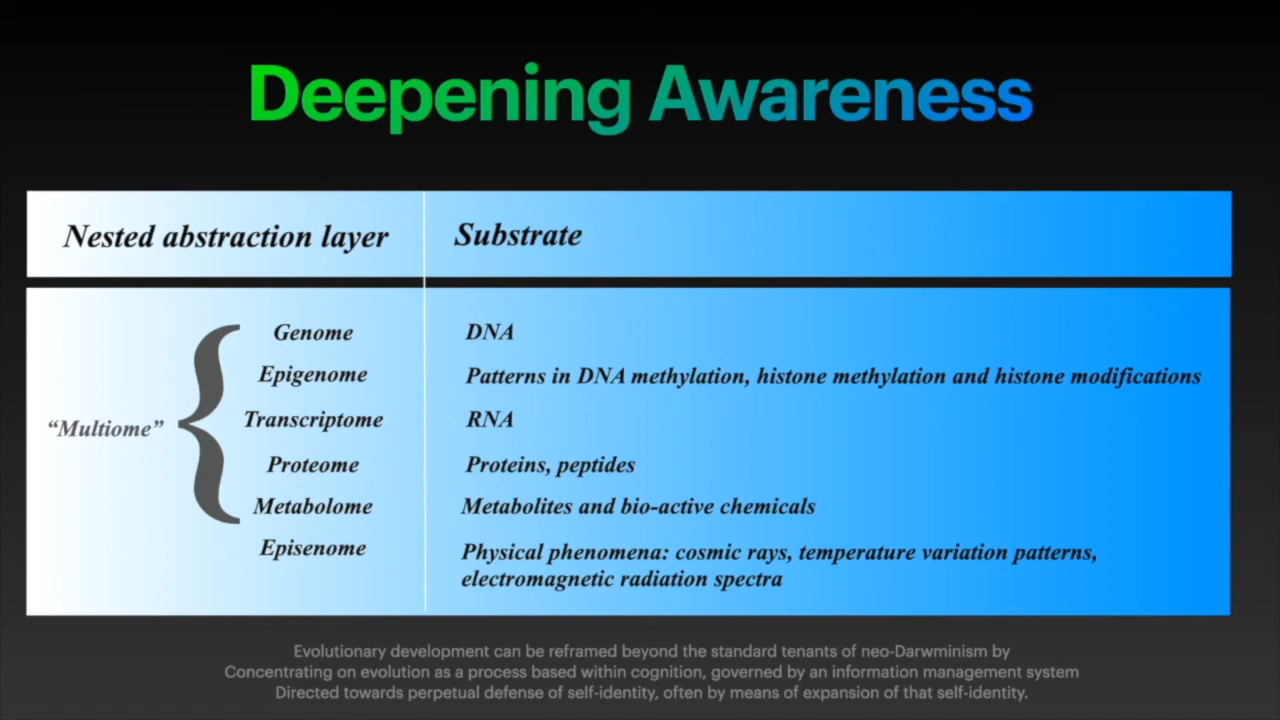 Deepening Awareness
Nested abstraction layer
Substrate
“Multiome”
Genome
DNA
Epigenome
Patterns in DNA methylation, histone methylation and histone modifications
Transcriptome
RNA
Proteome
Proteins, peptides
Metabolome
Metabolites and bio-active chemicals
Episenome
Physical phenomena: cosmic rays, temperature variation patterns,
electromagnetic radiation spectra
Evolutionary development can be reframed beyond the standard tenants of neo-Darwminism by
Concentrating on evolution as a process based within cognition, governed by an information management system
Directed towards perpetual defense of self-identity, often by means of expansion of that self-identity.